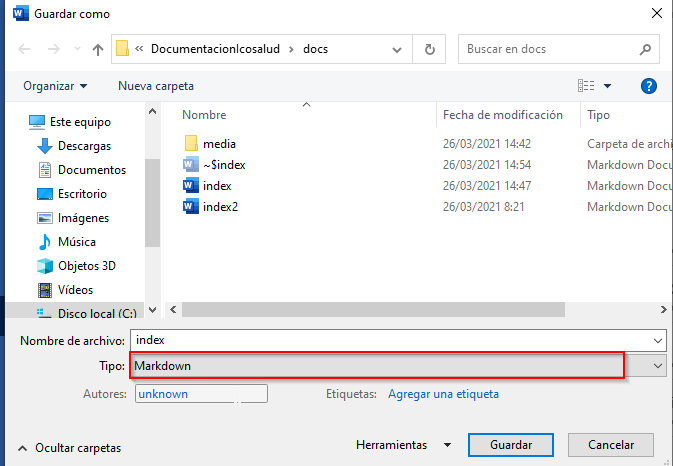 Guardar como
« DocumentacionIcosalud › docs
Buscar en docs
Organizar
Nueva carpeta
Nombre
Fecha de modificación
Tipo
Este equipo
Descargas
Documentos
Escritorio
Imágenes
Música
Objetos 3D
Vídeos
Disco local (C:)
media 26/03/2021 14:42 Carpeta de archi
~$index 26/03/2021 14:54 Markdown Docu
index 26/03/2021 14:47 Markdown Docu
index2 26/03/2021 8:21 Markdown Docu
Nombre de archivo: index
Tipo: Markdown
Autores: unknown
Etiquetas: Agregar una etiqueta
Ocultar carpetas
Herramientas
Guardar
Cancelar